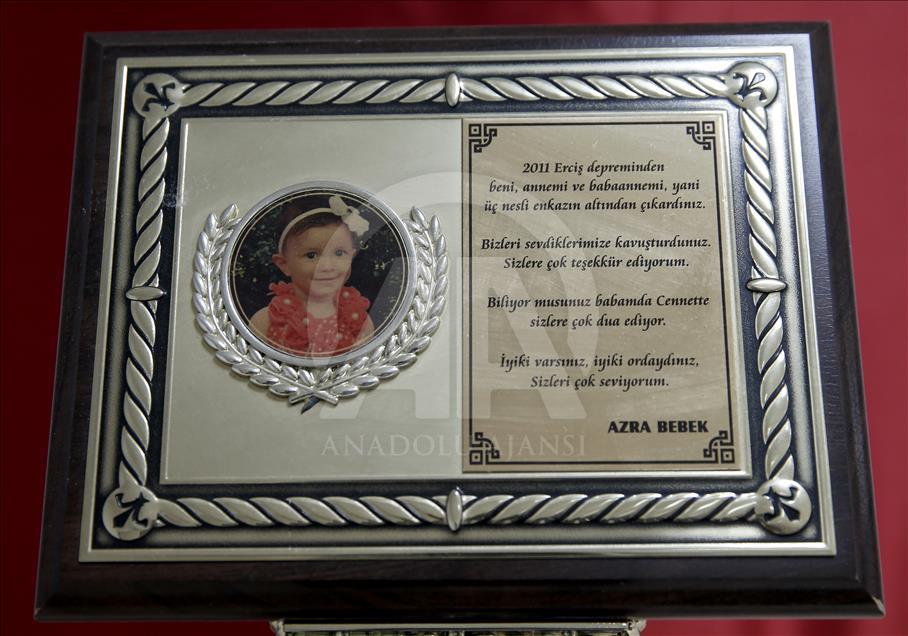 2011 Erciş depreminden
beni, annemi ve babaannemi, yani
üç nesli enkazın altından çıkardınız.
Bizleri sevdiklerimize kavuşturdunuz.
Sizlere çok teşekkür ediyorum.
Biliyor musunuz babamda Cennette
sizlere çok dua ediyor.
İyiki varsınız, iyiki ordaydınız,
Sizleri çok seviyorum.
AZRA BEBEK
ANADOLU AJANSI